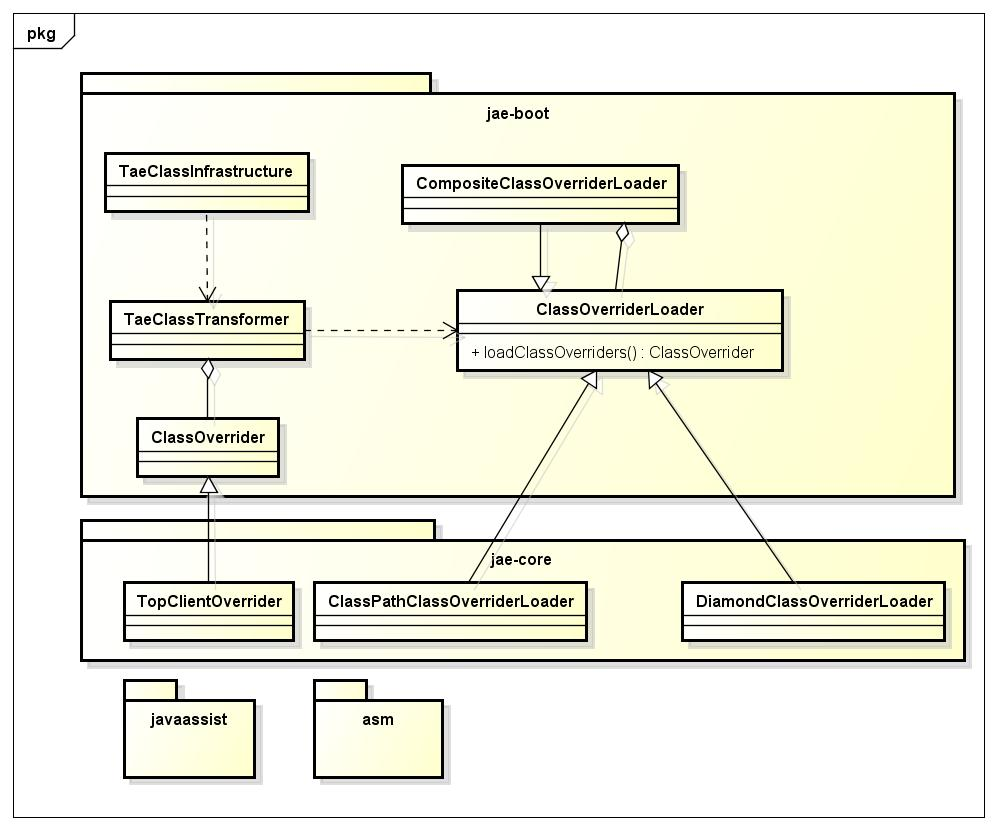 pkg
jae-boot
TaeClassInfrastructure
CompositeClassOverriderLoader
TaeClassTransformer
ClassOverriderLoader
+ loadClassOverriders() : ClassOverrider
ClassOverrider
jae-core
TopClientOverrider
ClassPathClassOverriderLoader
DiamondClassOverriderLoader
javaassist
asm